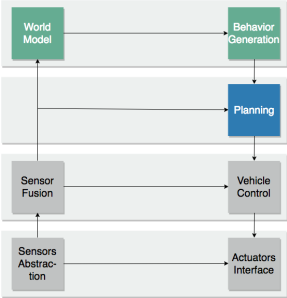 World
Model
Behavior
Generation
Planning
Sensor
Fusion
Vehicle
Control
Sensors
Abstrac-
tion
Actuators
Interface